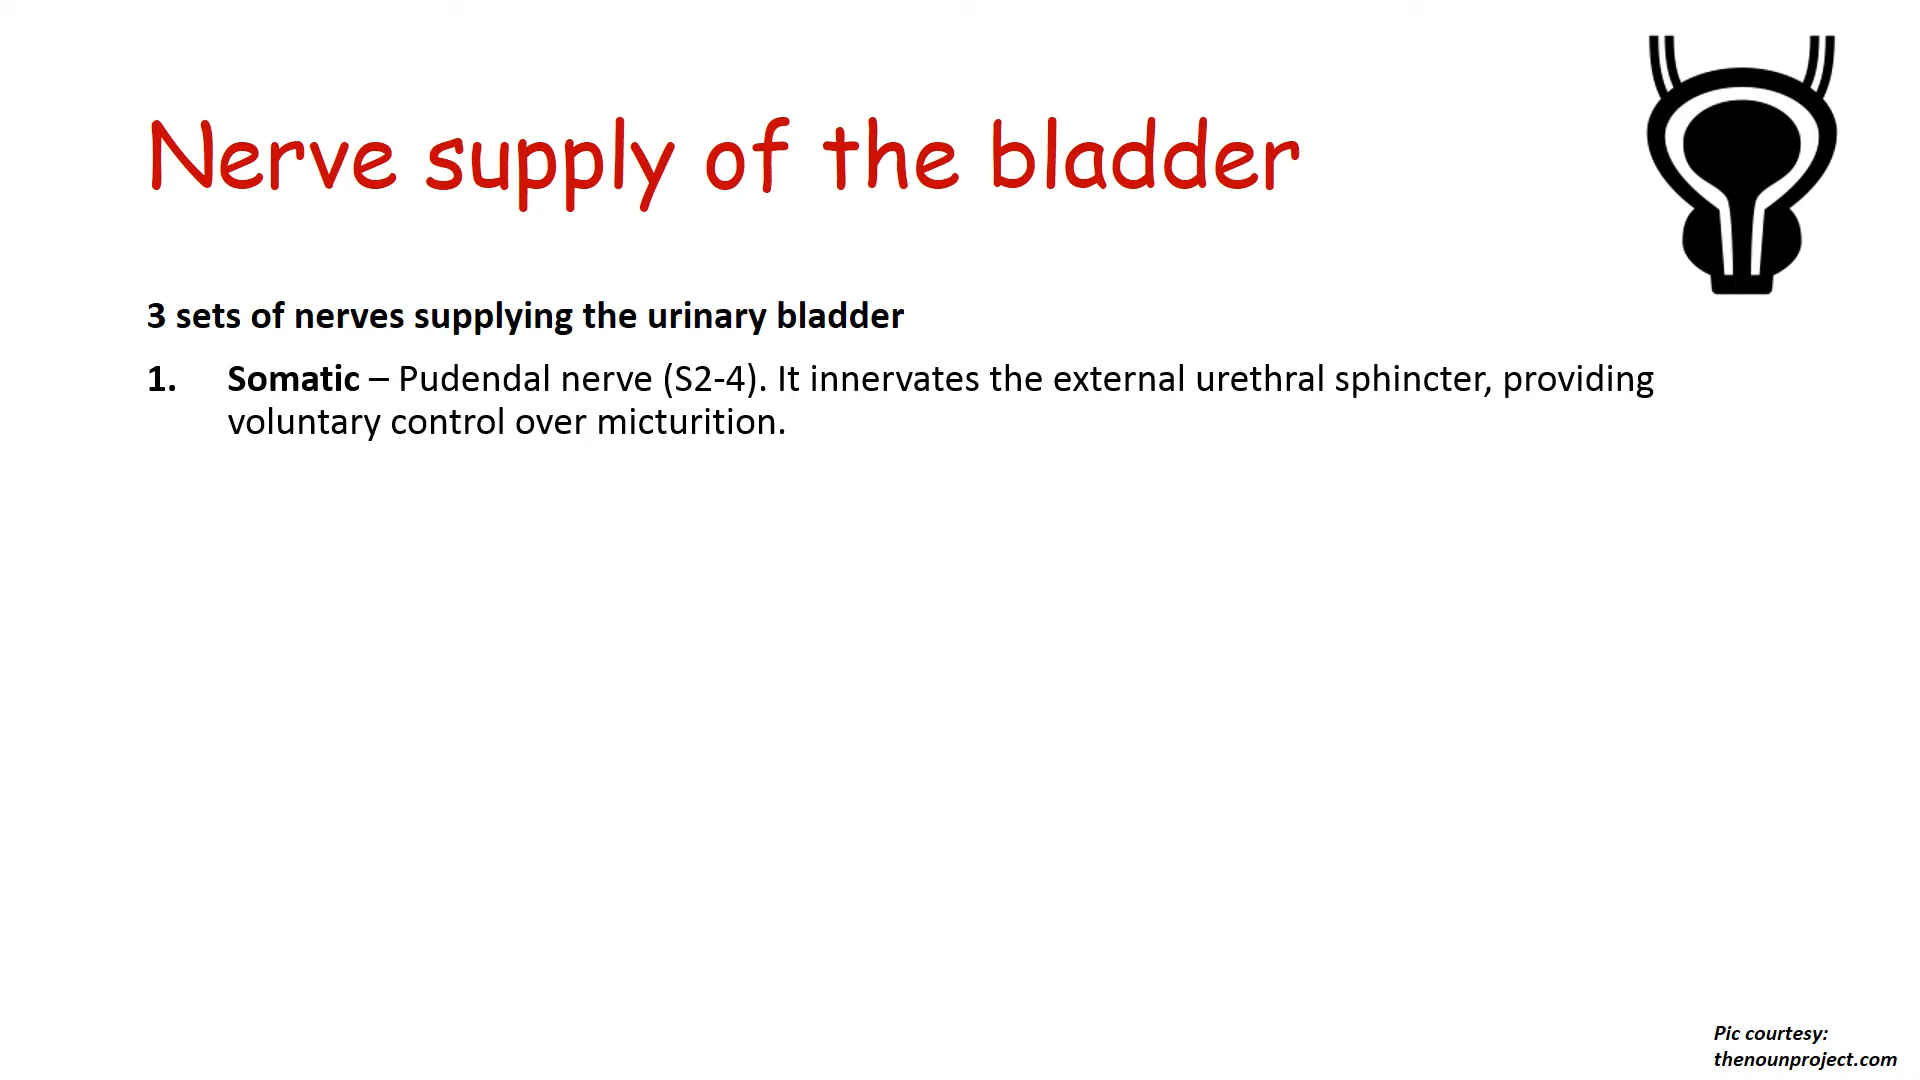 Nerve supply of the bladder
3 sets of nerves supplying the urinary bladder
1. Somatic – Pudendal nerve (S2-4). It innervates the external urethral sphincter, providing
voluntary control over micturition.
Pic courtesy:
thenounproject.com